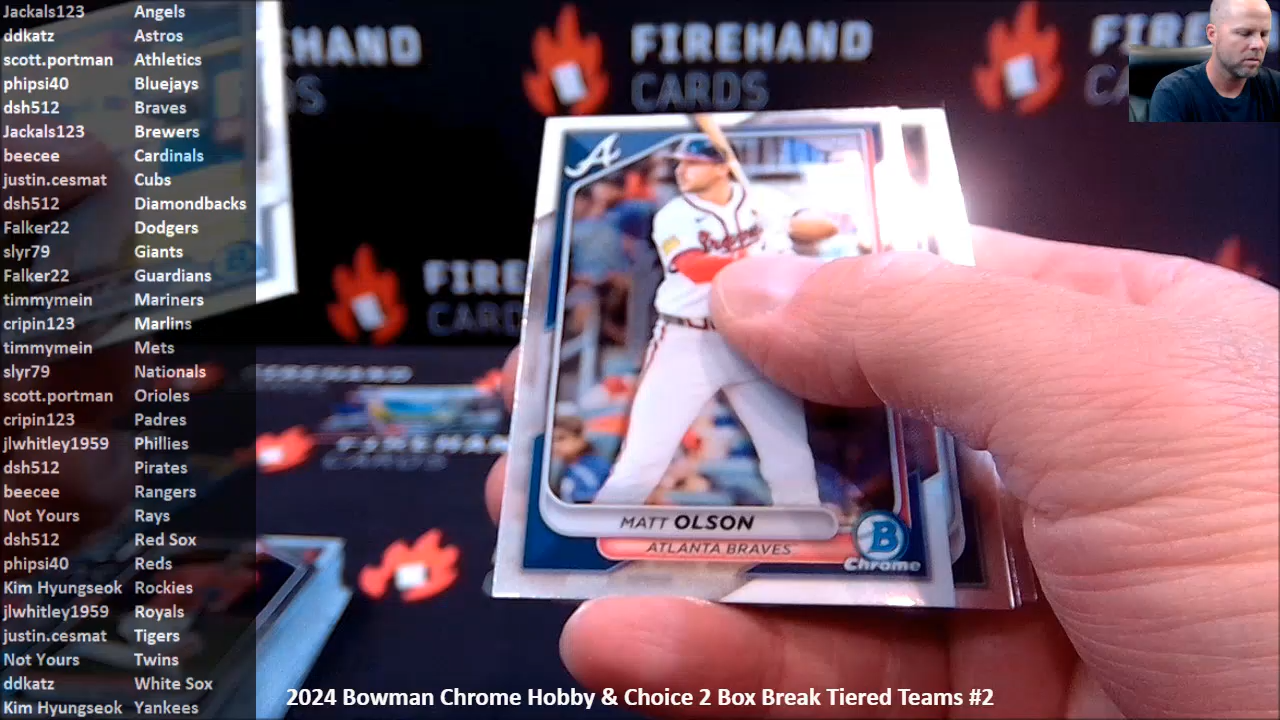 Jackals123 Angels
ddkatz Astros
scott.portman Athletics
phipsi40 Bluejays
dsh512 Braves
Jackals123 Brewers
beecee Cardinals
justin.cesmat Cubs
dsh512 Diamondbacks
Falker22 Dodgers
slyr79 Giants
Falker22 Guardians
timmymein Mariners
cripin123 Marlins
timmymein Mets
slyr79 Nationals
scott.portman Orioles
cripin123 Padres
jlwhitley1959 Phillies
dsh512 Pirates
beecee Rangers
Not Yours Rays
dsh512 Red Sox
phipsi40 Reds
Kim Hyungseok Rockies
jlwhitley1959 Royals
justin.cesmat Tigers
Not Yours Twins
ddkatz White Sox
Kim Hyungseok Yankees
FIREHAND
CARDS
A
Braves
MATT OLSON
ATLANTA BRAVES
B
Chrome
2024 Bowman Chrome Hobby & Choice 2 Box Break Tiered Teams #2